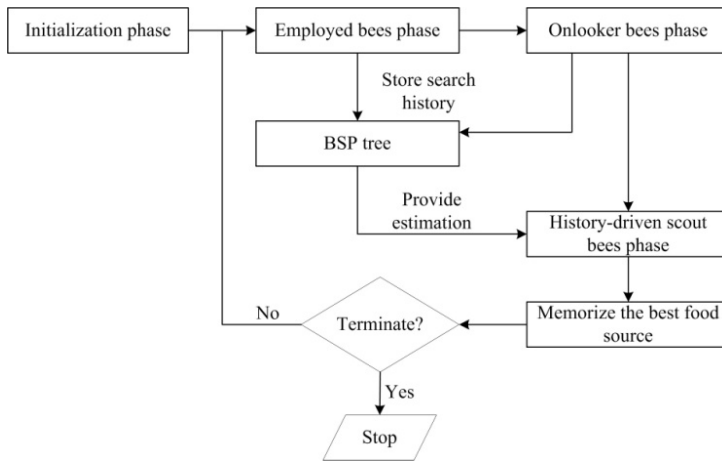 Initialization phase
Employed bees phase
Onlooker bees phase
Store search
history
BSP tree
Provide
estimation
History-driven scout
bees phase
No
Terminate?
Memorize the best food
source
Yes
Stop